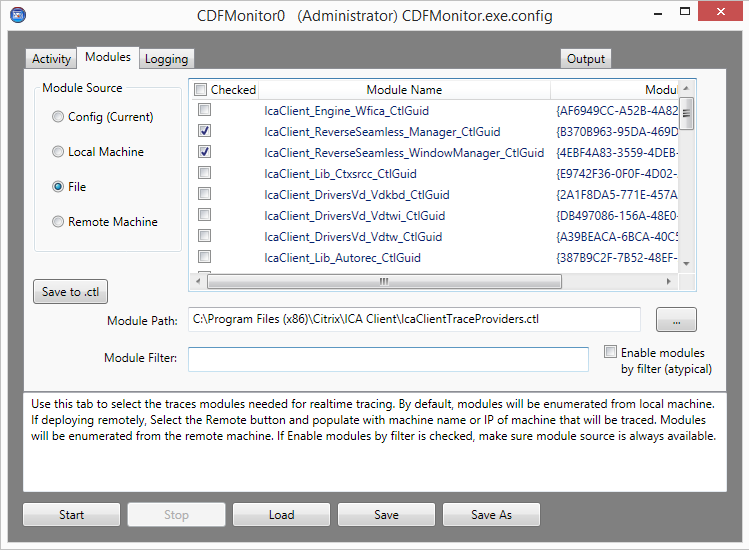 CDFMonitor0 (Administrator) CDFMonitor.exe.config
Activity Modules Logging Output
Module Source
Config (Current)
Local Machine
File
Remote Machine
Save to .ctl
Checked Module Name Modul
IcaClient_Engine_Wfica_CtlGuid {AF6949CC-A52B-4A82
IcaClient_ReverseSeamless_Manager_CtlGuid {B370B963-95DA-469D
IcaClient_ReverseSeamless_WindowManager_CtlGuid {4EBF4A83-3559-4DEB-
IcaClient_Lib_Ctxsrcc_CtlGuid {E9742F36-0F0F-4D02-
IcaClient_DriversVd_Vdkbd_CtlGuid {2A1F8DA5-771E-457A
IcaClient_DriversVd_Vdtwi_CtlGuid {DB497086-156A-48E0-
IcaClient_DriversVd_Vdtw_CtlGuid {A39BEACA-6BCA-40C5
IcaClient_Lib_Autorec_CtlGuid {387B9C2F-7B52-48EF-
Module Path: C:\Program Files (x86)\Citrix\ICA Client\IcaClientTraceProviders.ctl ...
Module Filter:
Enable modules
by filter (atypical)
Use this tab to select the traces modules needed for realtime tracing. By default, modules will be enumerated from local machine.
If deploying remotely, Select the Remote button and populate with machine name or IP of machine that will be traced. Modules
will be enumerated from the remote machine. If Enable modules by filter is checked, make sure module source is always available.
Start Stop Load Save Save As